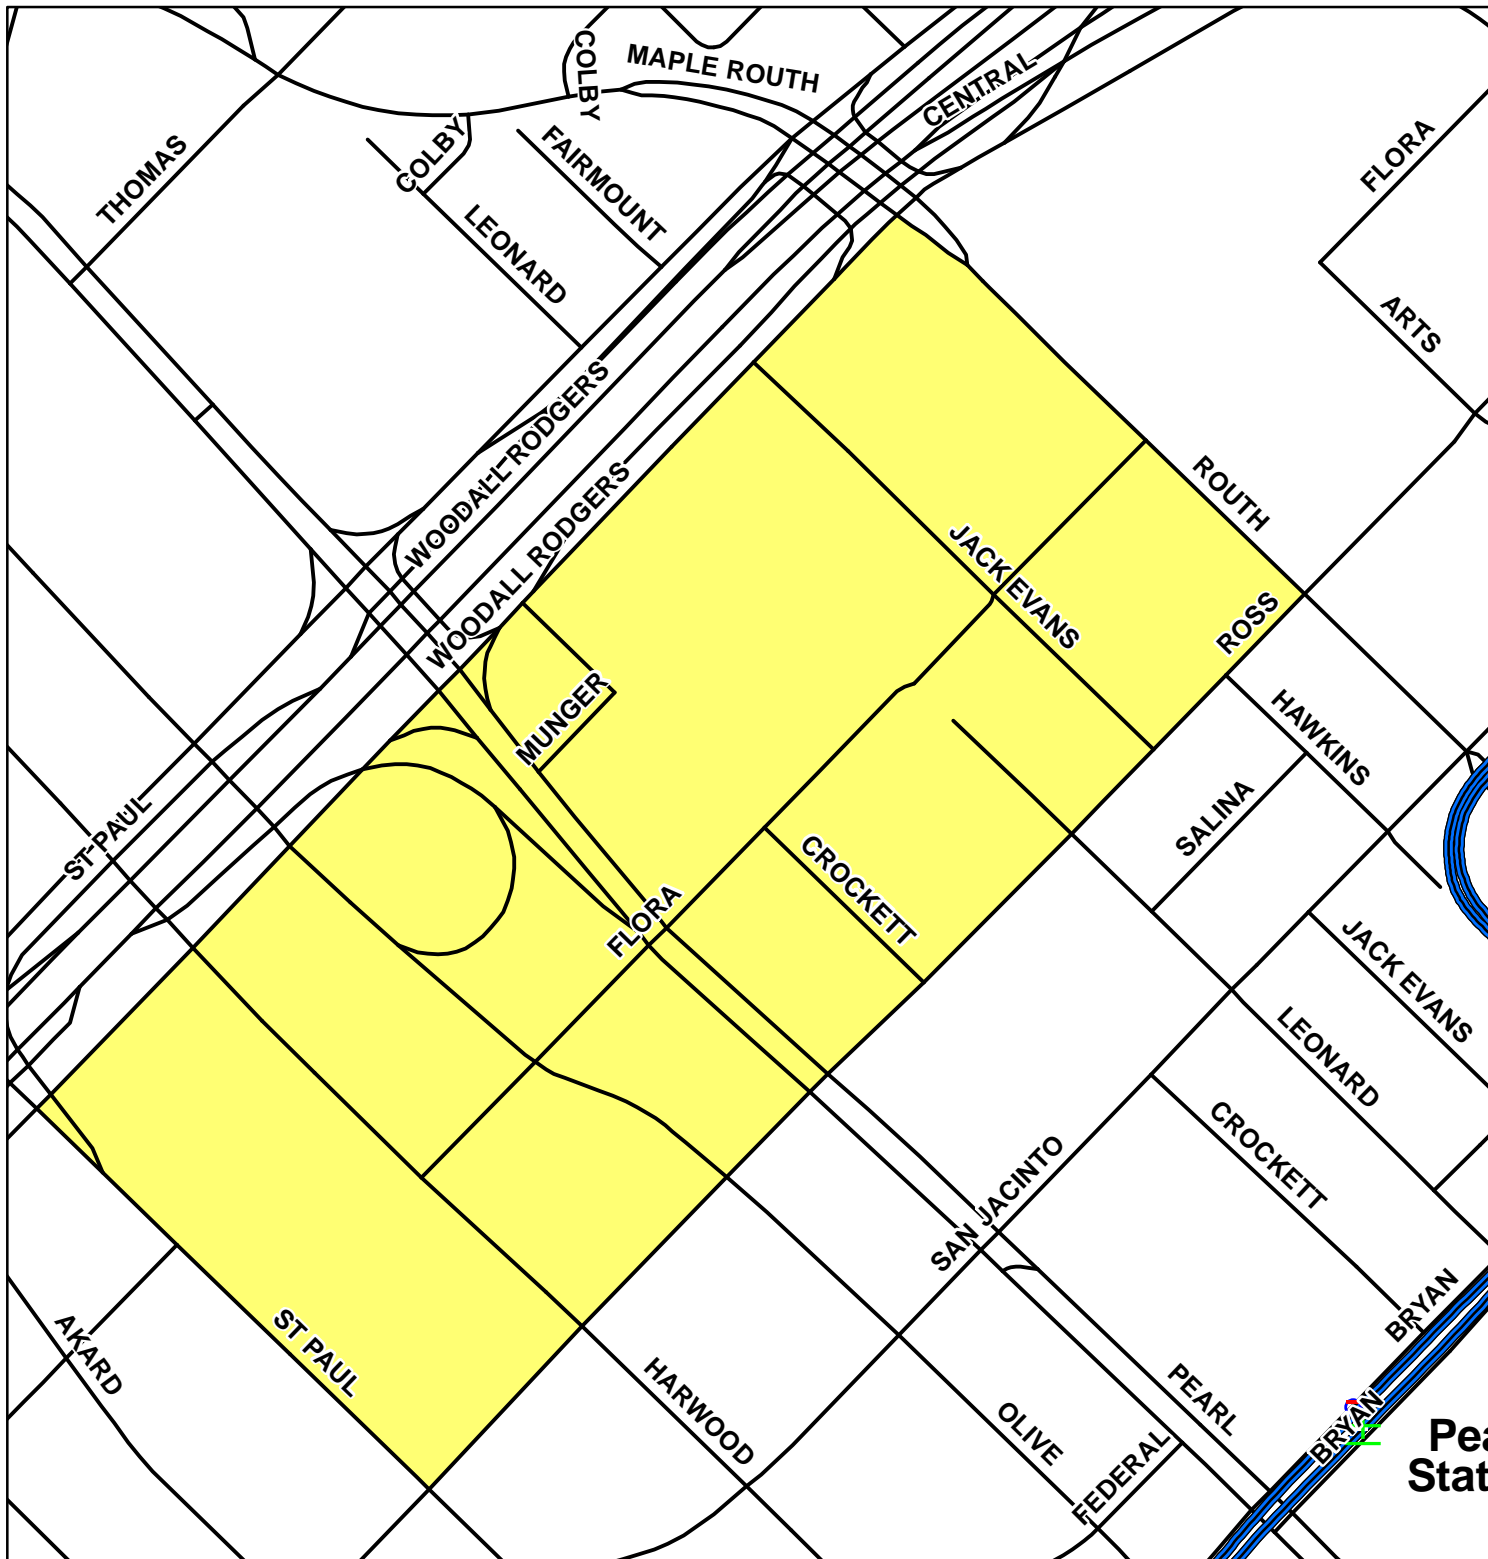 COLBY
MAPLE ROUTH
CENTRAL
THOMAS
COLBY
FAIRMOUNT
FLORA
LEONARD
ARTS
WOODALL RODGERS
WOODALL RODGERS
ROUTH
JACK EVANS
ROSS
MUNGER
HAWKINS
ST PAUL
SALINA
CROCKETT
FLORA
JACK EVANS
LEONARD
CROCKETT
SAN JACINTO
ST PAUL
AKARD
BRYAN
HARWOOD
PEARL
OLIVE
BRYAN
FEDERAL
Pea
Stat